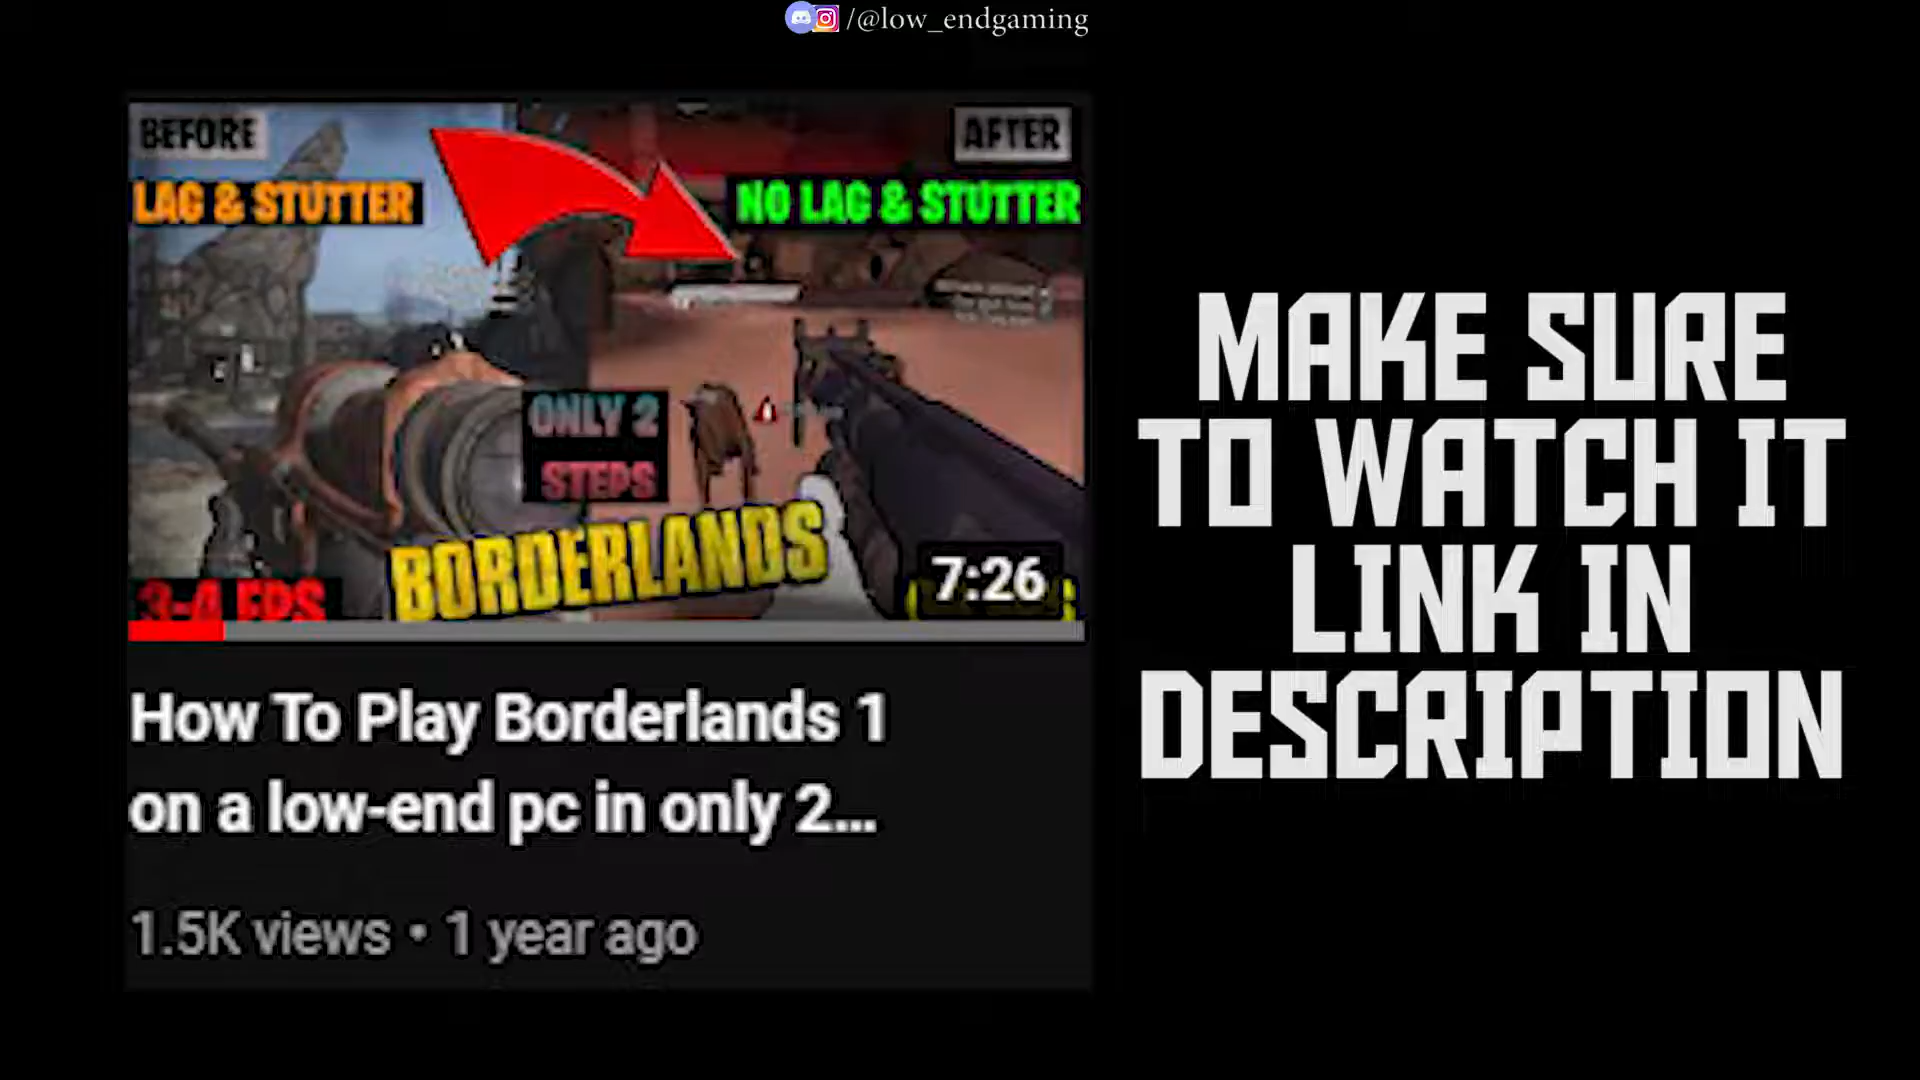 /@low_endgaming
BEFORE
AFTER
LAG & STUTTER
NO LAG & STUTTER
ONLY 2
STEPS
BORDERLANDS
3-4 FPS
7:26
How To Play Borderlands 1
on a low-end pc in only 2...
1.5K views • 1 year ago
MAKE SURE
TO WATCH IT
LINK IN
DESCRIPTION